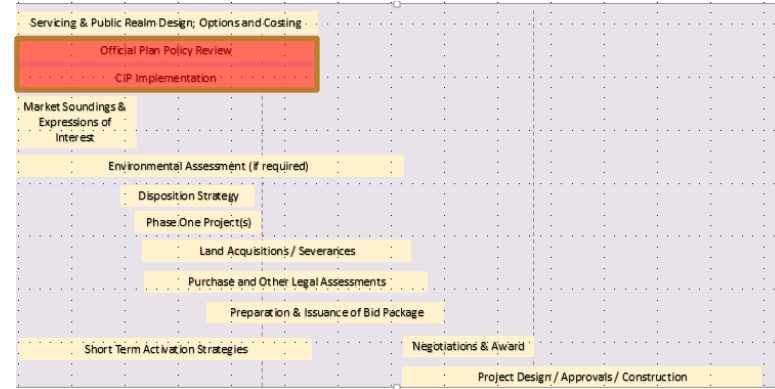 Servicing & Public Realm Design; Options and Costing
Official Plan Policy Review
CIP Implementation
Market Soundings &
Expressions of
Interest
Environmental Assessment (if required)
Disposition Strategy
Phase One Project(s)
Land Acquisitions / Severances
Purchase and Other Legal Assessments
Preparation & Issuance of Bid Package
Short Term Activation Strategies
Negotiations & Award
Project Design / Approvals / Construction